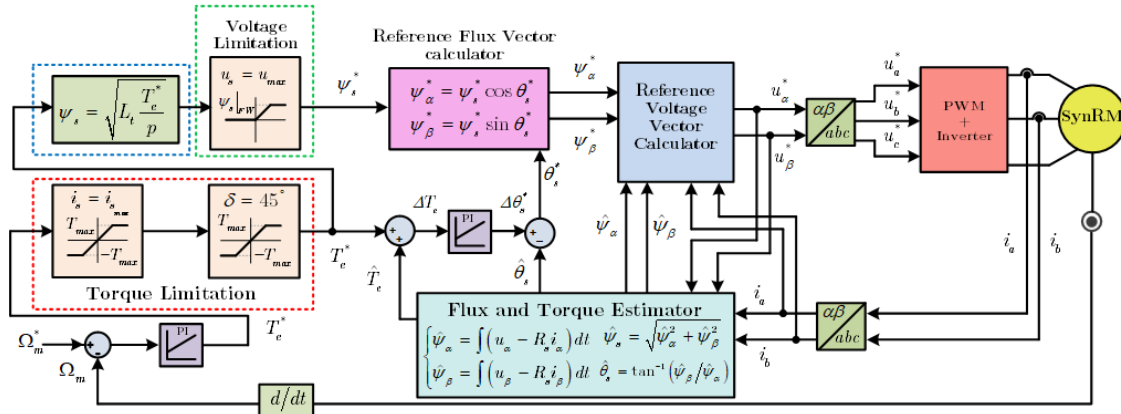 Voltage
Limitation
u_s = u_max
ψ_s|_FW
ψ_s = √(L_t T_e^*/p)
ψ_s^*
Reference Flux Vector
calculator
ψ_α^* = ψ_s^* cos θ_s^*
ψ_β^* = ψ_s^* sin θ_s^*
ψ_α^*
ψ_β^*
Reference
Voltage
Vector
Calculator
u_α^*
u_β^*
αβ
abc
u_a^*
u_b^*
u_c^*
PWM
+
Inverter
SynRM
i_s = i_s_max
T_max
-T_max
δ = 45°
T_max
-T_max
Torque Limitation
T_e^*
T̂_e
+
+
ΔT_e
PI
Δθ_s^*
+
-
θ_s^*
θ̂_s
ψ̂_α
ψ̂_β
i_a
i_b
Flux and Torque Estimator
ψ̂_α = ∫(u_α − R_s i_α) dt ψ̂_s = √(ψ̂_α^2 + ψ̂_β^2)
ψ̂_β = ∫(u_β − R_s i_β) dt θ̂_s = tan^{-1}(ψ̂_β/ψ̂_α)
i_a
i_b
αβ
abc
Ω_m^*
Ω_m
+
-
PI
T_e^*
d/dt